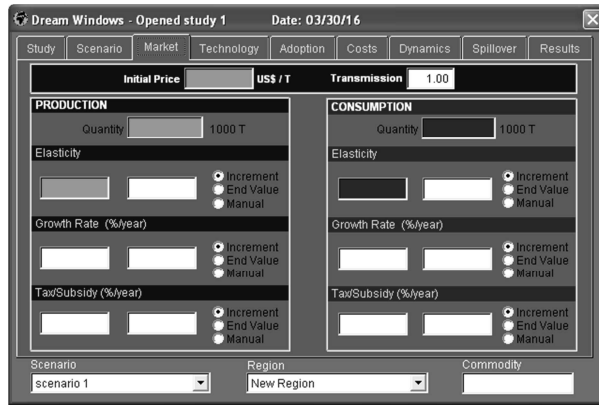 Dream Windows - Opened study 1 Date: 03/30/16
Study Scenario Market Technology Adoption Costs Dynamics Spillover Results
Initial Price US$ / T Transmission 1.00
PRODUCTION
Quantity 1000 T
Elasticity
Increment
End Value
Manual
Growth Rate (%/year)
Increment
End Value
Manual
Tax/Subsidy (%/year)
Increment
End Value
Manual
CONSUMPTION
Quantity 1000 T
Elasticity
Increment
End Value
Manual
Growth Rate (%/year)
Increment
End Value
Manual
Tax/Subsidy (%/year)
Increment
End Value
Manual
Scenario Region Commodity
scenario 1 New Region